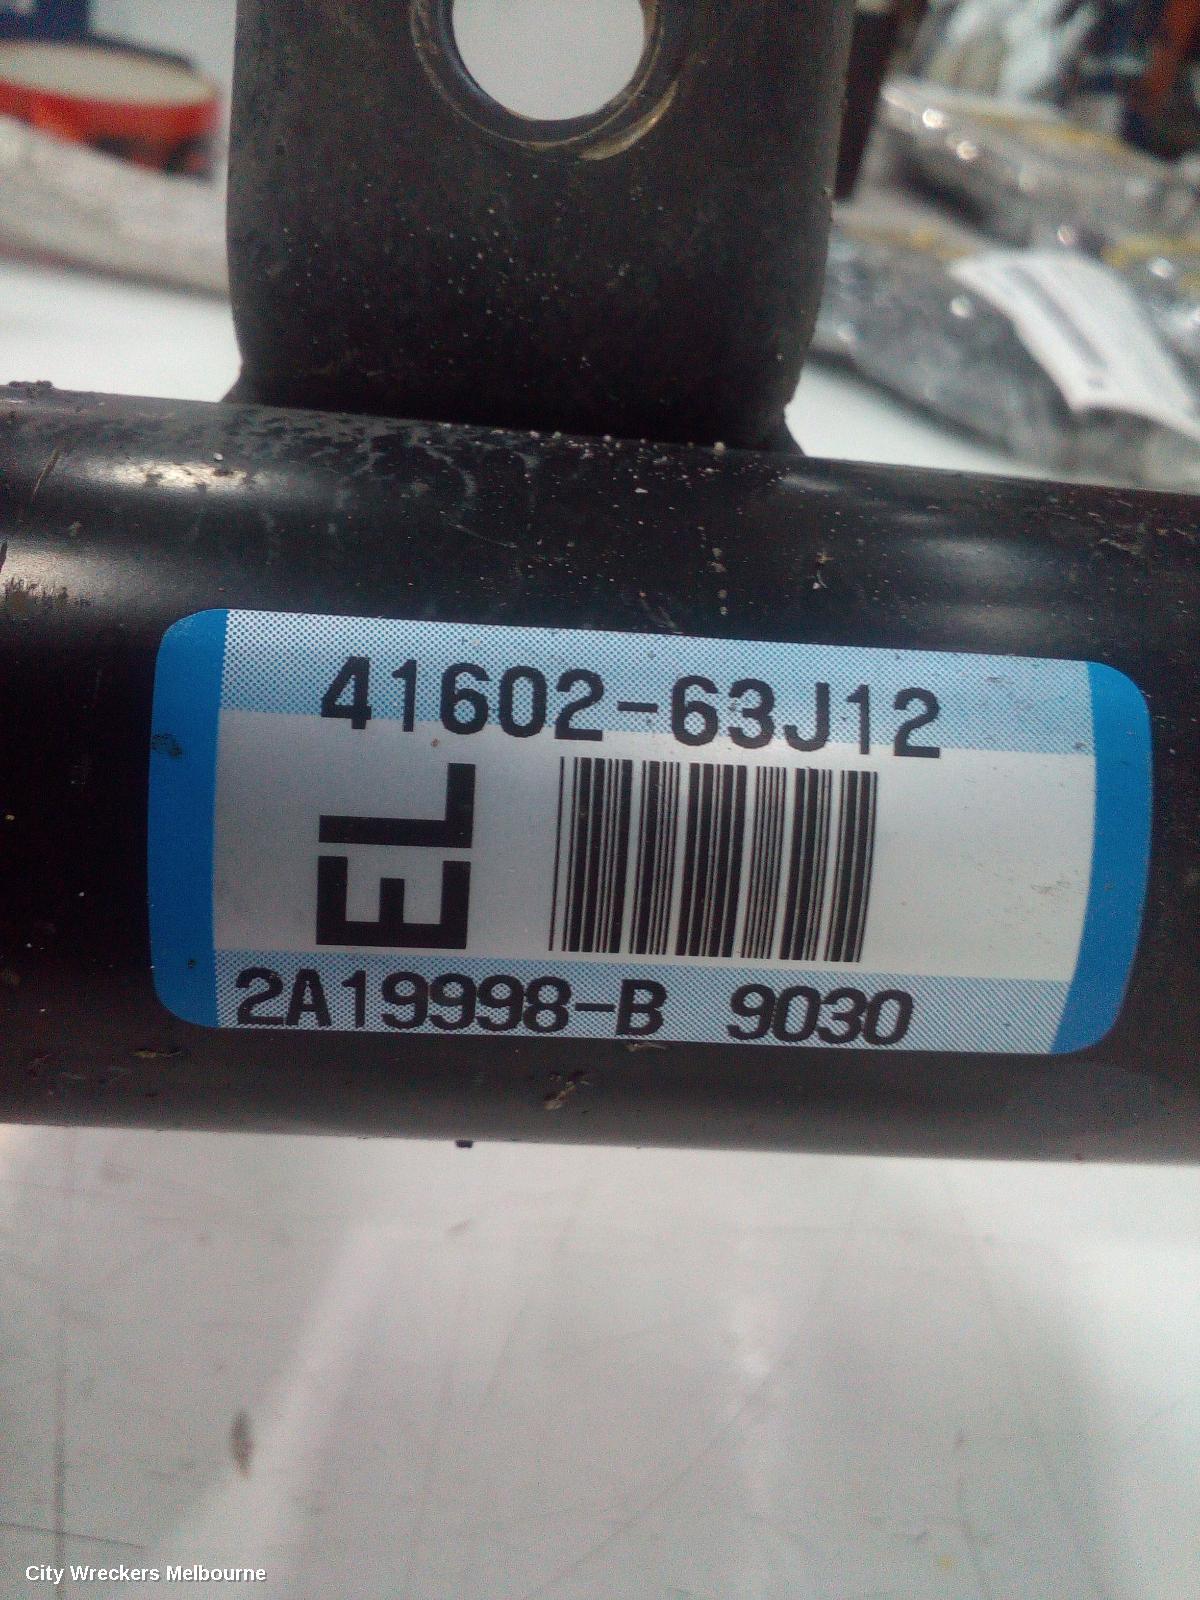 41602-63J12
EL
2A19998-B 9030
City Wreckers Melbourne